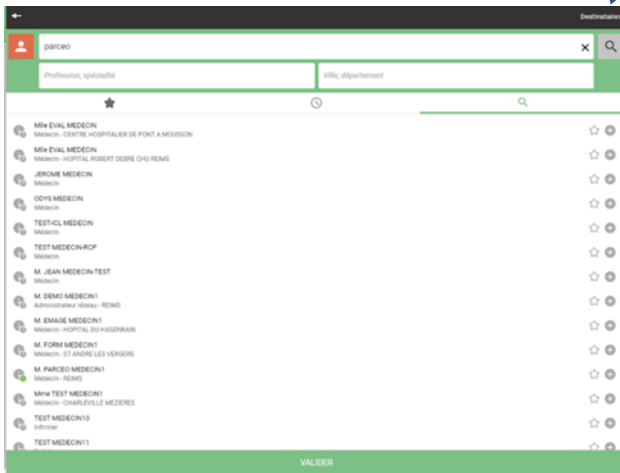 Destinataires
parceo
Profession, spécialité
Ville, département
Mlle EVAL MEDECIN
Médecin - CENTRE HOSPITALIER DE PONT A MOUSSON
Mlle EVAL MEDECIN
Médecin - HOPITAL ROBERT DEBRE CHU REIMS
JEROME MEDECIN
Médecin
ODYS MEDECIN
Médecin
TEST-ICL MEDECIN
Médecin
TEST MEDECIN-RCP
Médecin
M. JEAN MEDECIN-TEST
Médecin
M. DEMO MEDECIN1
Administrateur réseau - REIMS
M. EMASE MEDECIN1
Médecin - HOPITAL DU HASENRAIN
M. FORM MEDECIN1
Médecin - ST ANDRE LES VERGERS
M. PARCEO MEDECIN1
Médecin - REIMS
Mme TEST MEDECIN1
Médecin - CHARLEVILLE MEZIERES
TEST MEDECIN10
Infirmier
TEST MEDECIN11
VALIDER